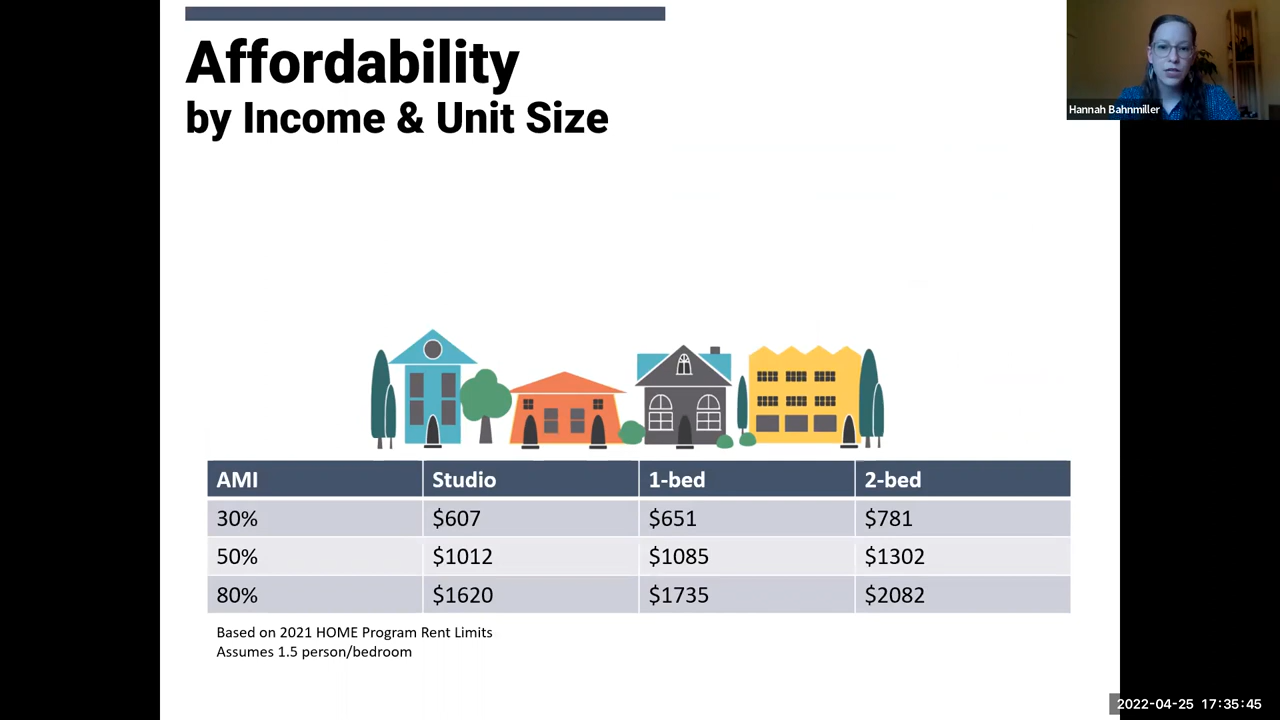 Affordability
by Income & Unit Size
Hannah Bahnmiller
AMI Studio 1-bed 2-bed
30% $607 $651 $781
50% $1012 $1085 $1302
80% $1620 $1735 $2082
Based on 2021 HOME Program Rent Limits
Assumes 1.5 person/bedroom
2022-04-25 17:35:45